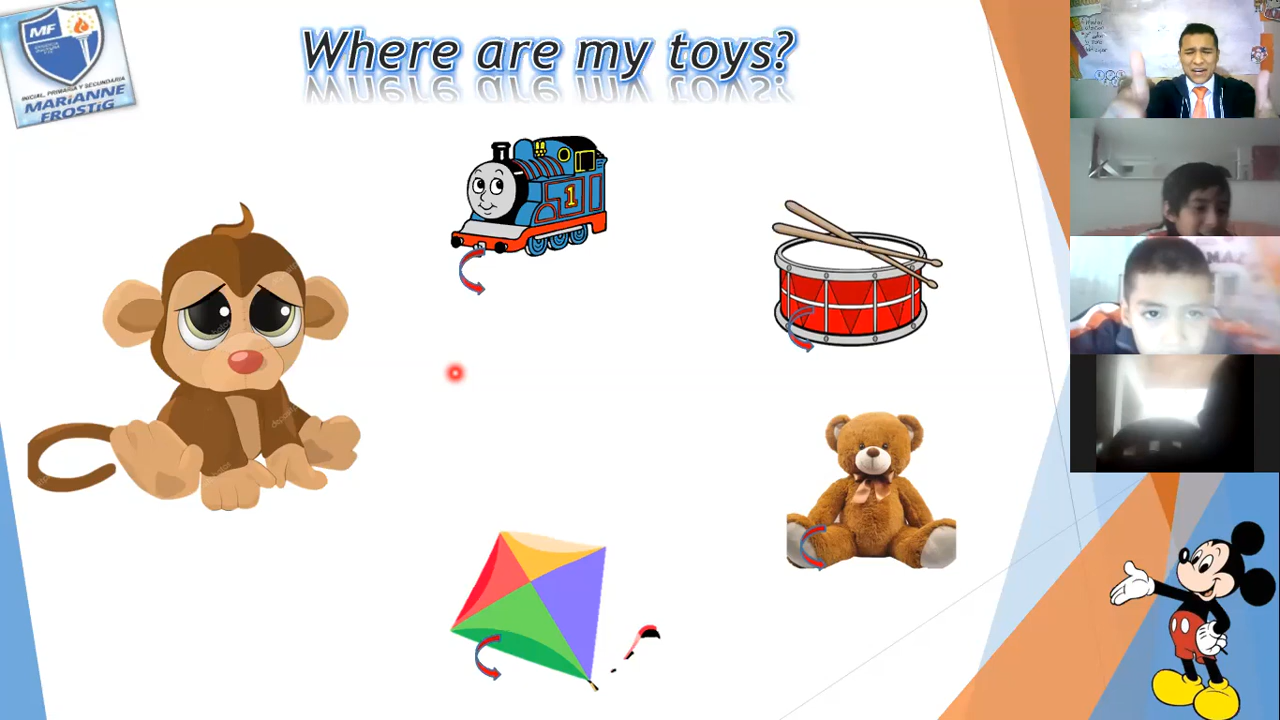 Where are my toys?
MF
INICIAL, PRIMARIA Y SECUNDARIA
MARIANNE
FROSTIG
1